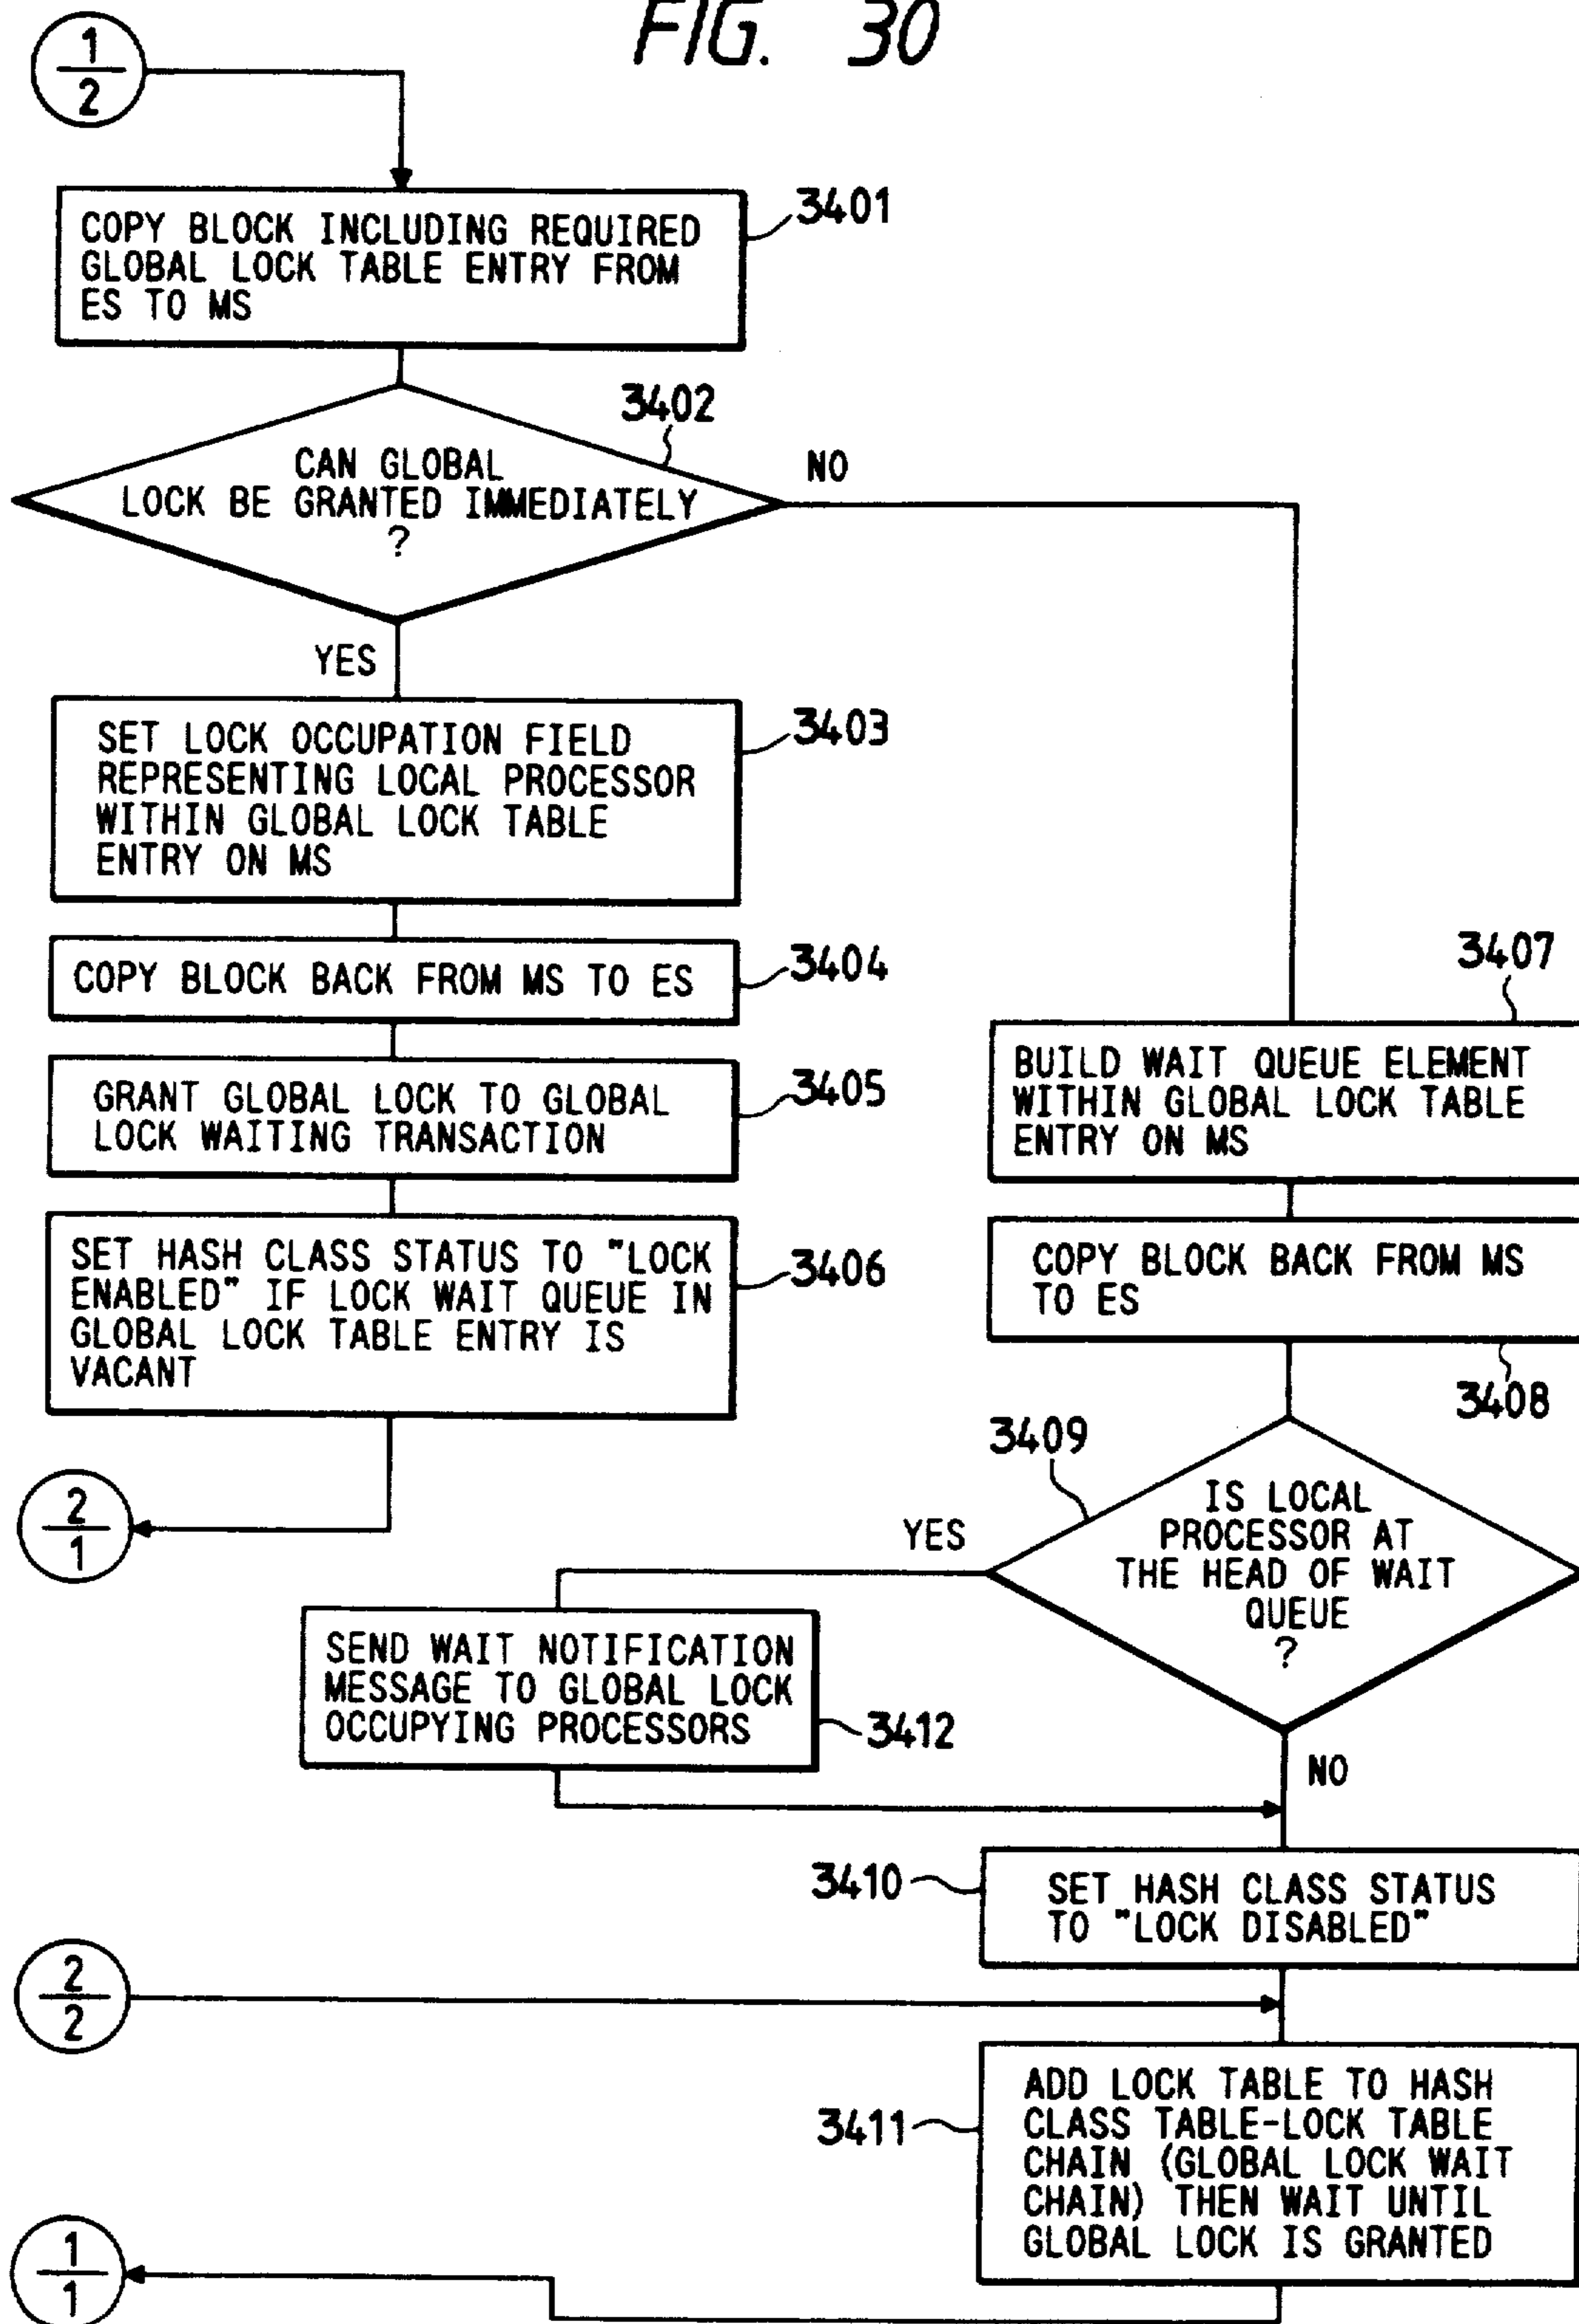 FIG. 30
1
2
COPY BLOCK INCLUDING REQUIRED
GLOBAL LOCK TABLE ENTRY FROM
ES TO MS
3401
3402
CAN GLOBAL
LOCK BE GRANTED IMMEDIATELY
?
NO
YES
SET LOCK OCCUPATION FIELD
REPRESENTING LOCAL PROCESSOR
WITHIN GLOBAL LOCK TABLE
ENTRY ON MS
3403
COPY BLOCK BACK FROM MS TO ES
3404
GRANT GLOBAL LOCK TO GLOBAL
LOCK WAITING TRANSACTION
3405
SET HASH CLASS STATUS TO "LOCK
ENABLED" IF LOCK WAIT QUEUE IN
GLOBAL LOCK TABLE ENTRY IS
VACANT
3406
2
1
3407
BUILD WAIT QUEUE ELEMENT
WITHIN GLOBAL LOCK TABLE
ENTRY ON MS
COPY BLOCK BACK FROM MS
TO ES
3408
3409
IS LOCAL
PROCESSOR AT
THE HEAD OF WAIT
QUEUE
?
YES
SEND WAIT NOTIFICATION
MESSAGE TO GLOBAL LOCK
OCCUPYING PROCESSORS
3412
NO
3410
SET HASH CLASS STATUS
TO "LOCK DISABLED"
2
2
3411
ADD LOCK TABLE TO HASH
CLASS TABLE-LOCK TABLE
CHAIN (GLOBAL LOCK WAIT
CHAIN) THEN WAIT UNTIL
GLOBAL LOCK IS GRANTED
1
1